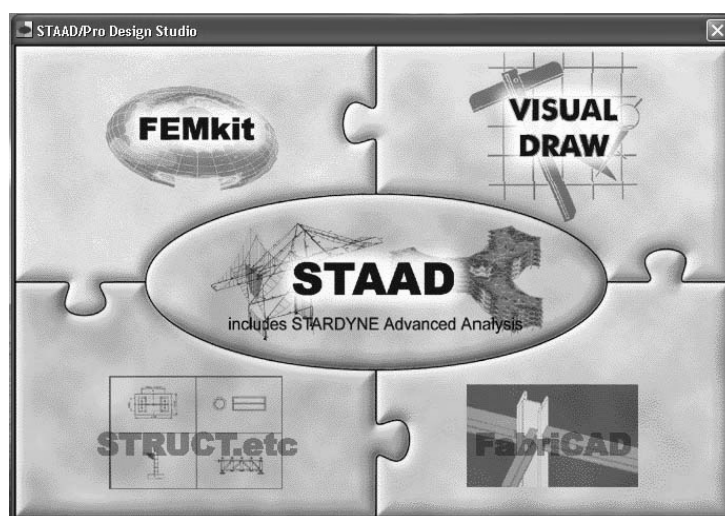 STAAD/Pro Design Studio
FEMkit
VISUAL
DRAW
STAAD
includes STARDYNE Advanced Analysis
STRUCT.etc
FabriCAD